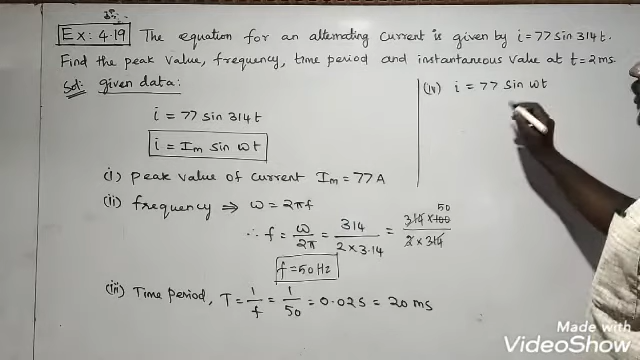 Ex: 4.19 The equation for an alternating current is given by i = 77 sin 314t.
Find the peak value, frequency, time period and instantaneous value at t = 2ms.
Sol: given data:
i = 77 sin 314t
i = Im sin ωt
(i) peak value of current Im = 77A
(ii) frequency ⇒ ω = 2πf
∴ f = ω/2π = 314/(2 × 3.14) = (314 × 100)/(2 × 314) 50
f = 50 Hz
(iii) Time period, T = 1/f = 1/50 = 0.02s = 20 ms
(iv) i = 77 sin ωt
Made with
VivaVideo